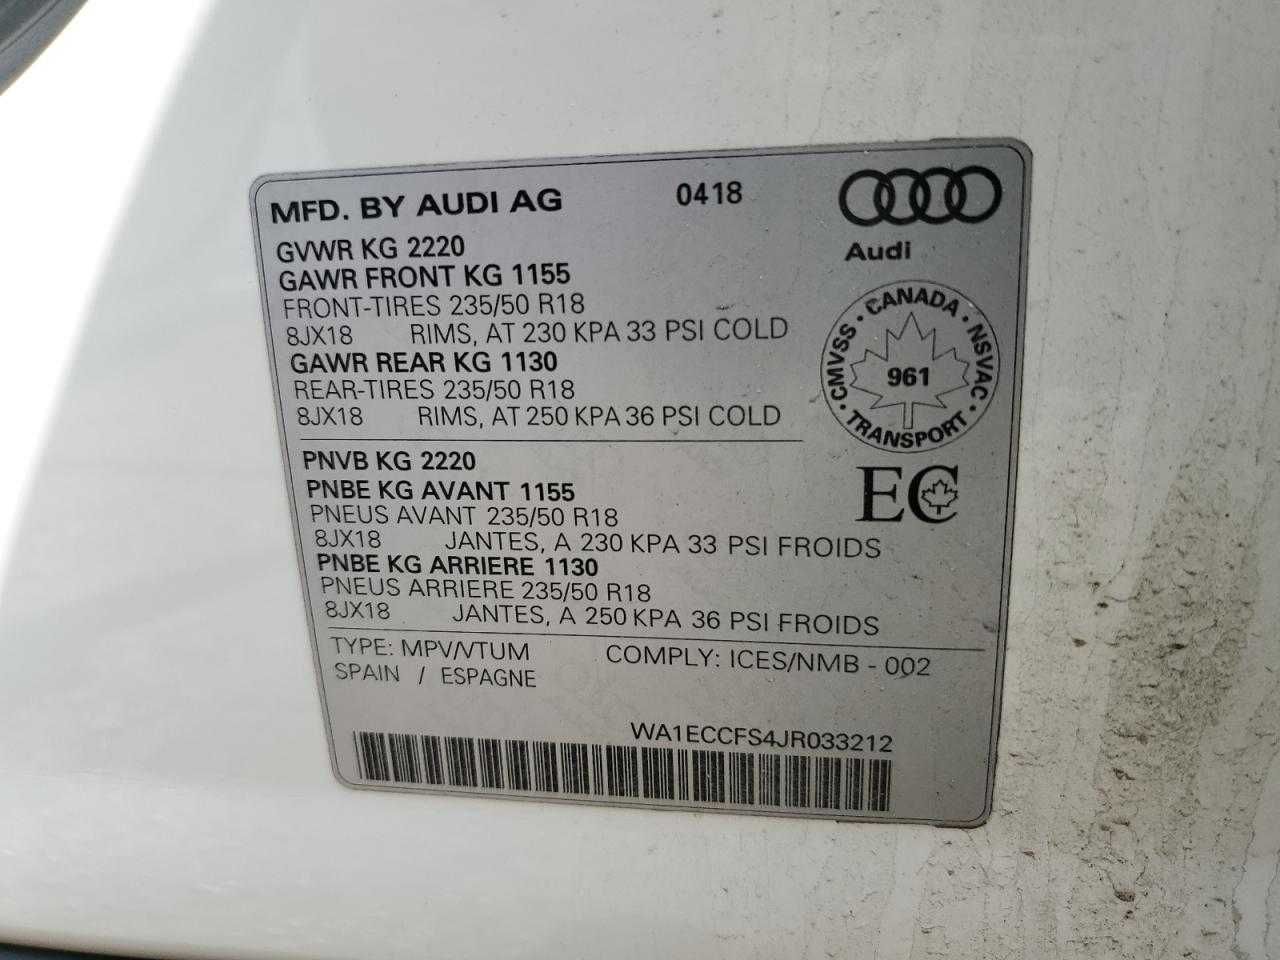 MFD. BY AUDI AG 0418
Audi
GVWR KG 2220
GAWR FRONT KG 1155
FRONT-TIRES 235/50 R18
8JX18 RIMS, AT 230 KPA 33 PSI COLD
GAWR REAR KG 1130
REAR-TIRES 235/50 R18
8JX18 RIMS, AT 250 KPA 36 PSI COLD
CMVSS · CANADA · NSVAC · TRANSPORT ·
961
PNVB KG 2220
PNBE KG AVANT 1155
PNEUS AVANT 235/50 R18
8JX18 JANTES, A 230 KPA 33 PSI FROIDS
PNBE KG ARRIERE 1130
PNEUS ARRIERE 235/50 R18
8JX18 JANTES, A 250 KPA 36 PSI FROIDS
EC
TYPE: MPV/VTUM COMPLY: ICES/NMB - 002
SPAIN / ESPAGNE
WA1ECCFS4JR033212